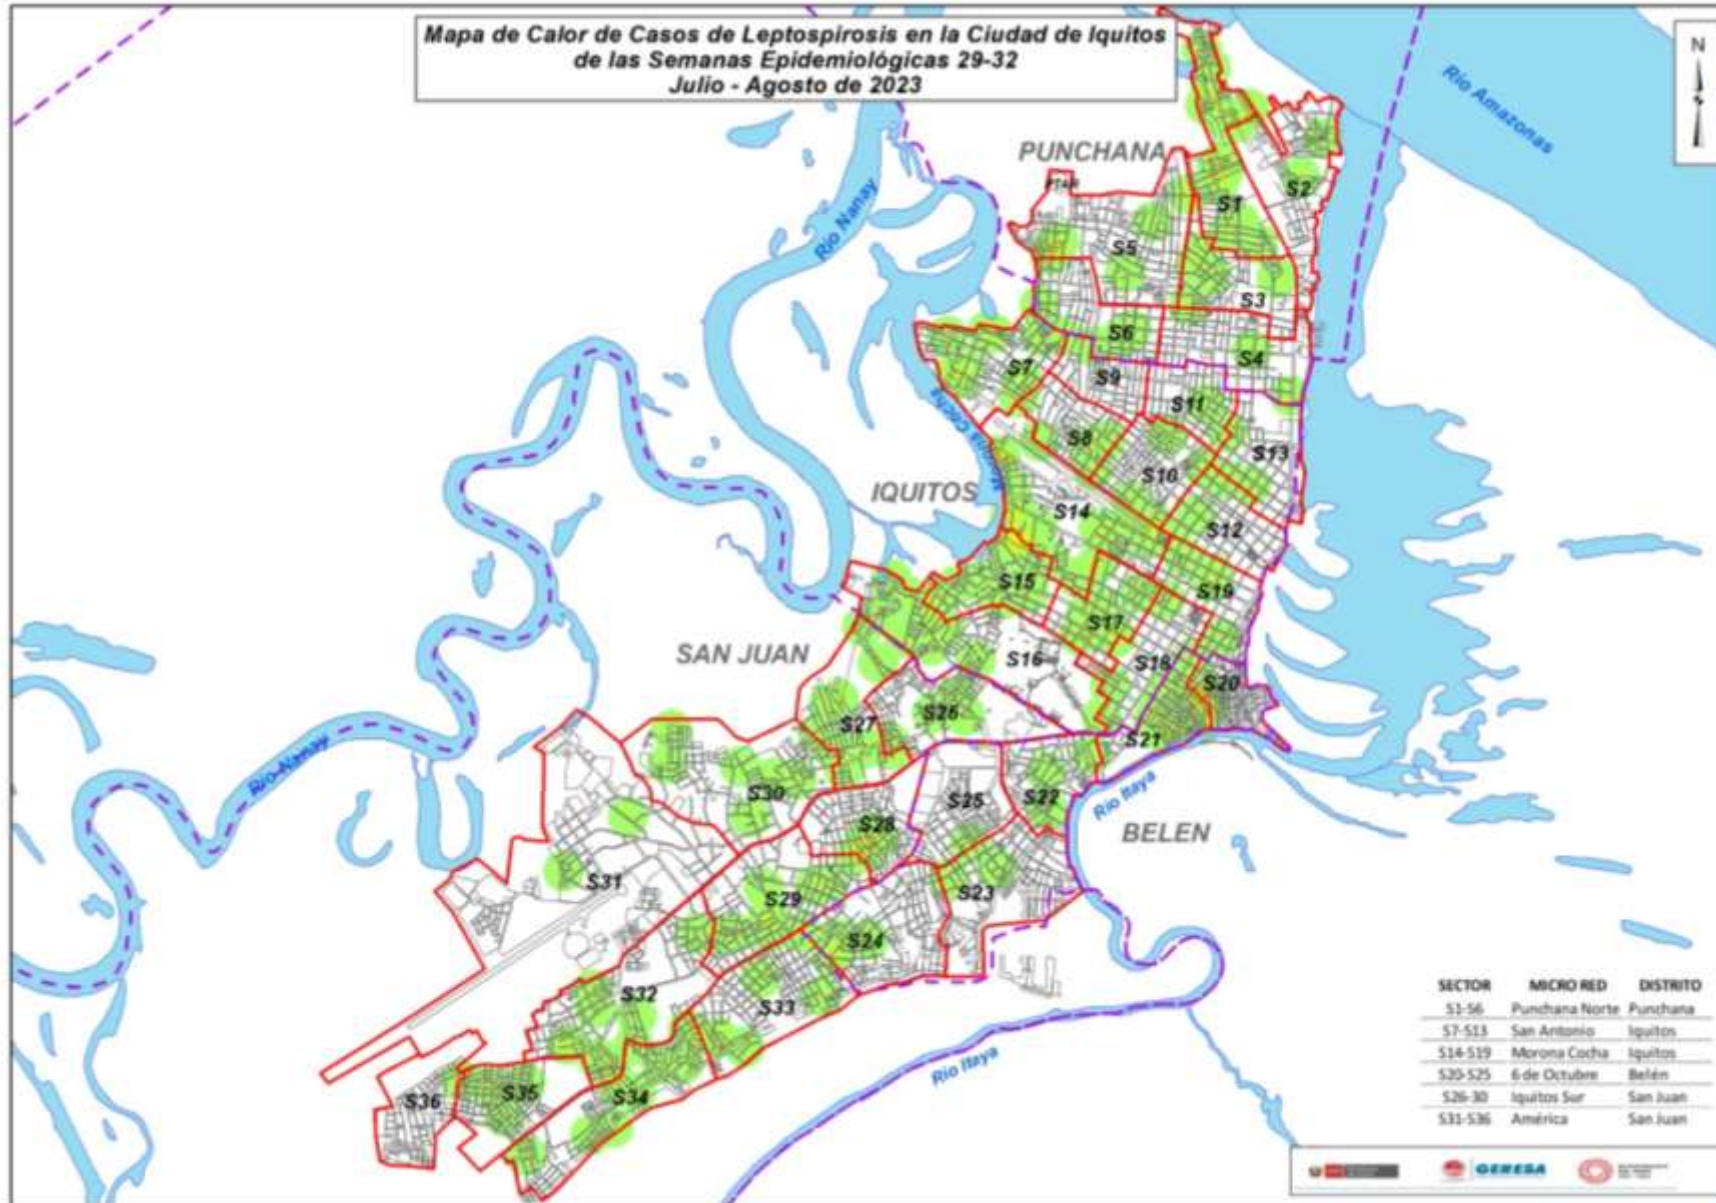 Mapa de Calor de Casos de Leptospirosis en la Ciudad de Iquitos
de las Semanas Epidemiológicas 29-32
Julio - Agosto de 2023
N
Rio Amazonas
PUNCHANA
PTAR
S2
S1
Rio Nanay
S5
S3
S6
S4
S7
S9
S11
Morona Cocha
S8
S13
S10
IQUITOS
S14
S12
S15
S19
S17
SAN JUAN
S16
S18
S20
S26
S27
S21
Rio Nanay
S30
S25
S22
Rio Itaya
S28
BELEN
S31
S29
S23
S24
S32
S33
Rio Itaya
S35
S34
S36
SECTOR MICRO RED DISTRITO
S1-S6 Punchana Norte Punchana
S7-S13 San Antonio Iquitos
S14-S19 Morona Cocha Iquitos
S20-S25 6 de Octubre Belén
S26-30 Iquitos Sur San Juan
S31-S36 América San Juan
GERESA